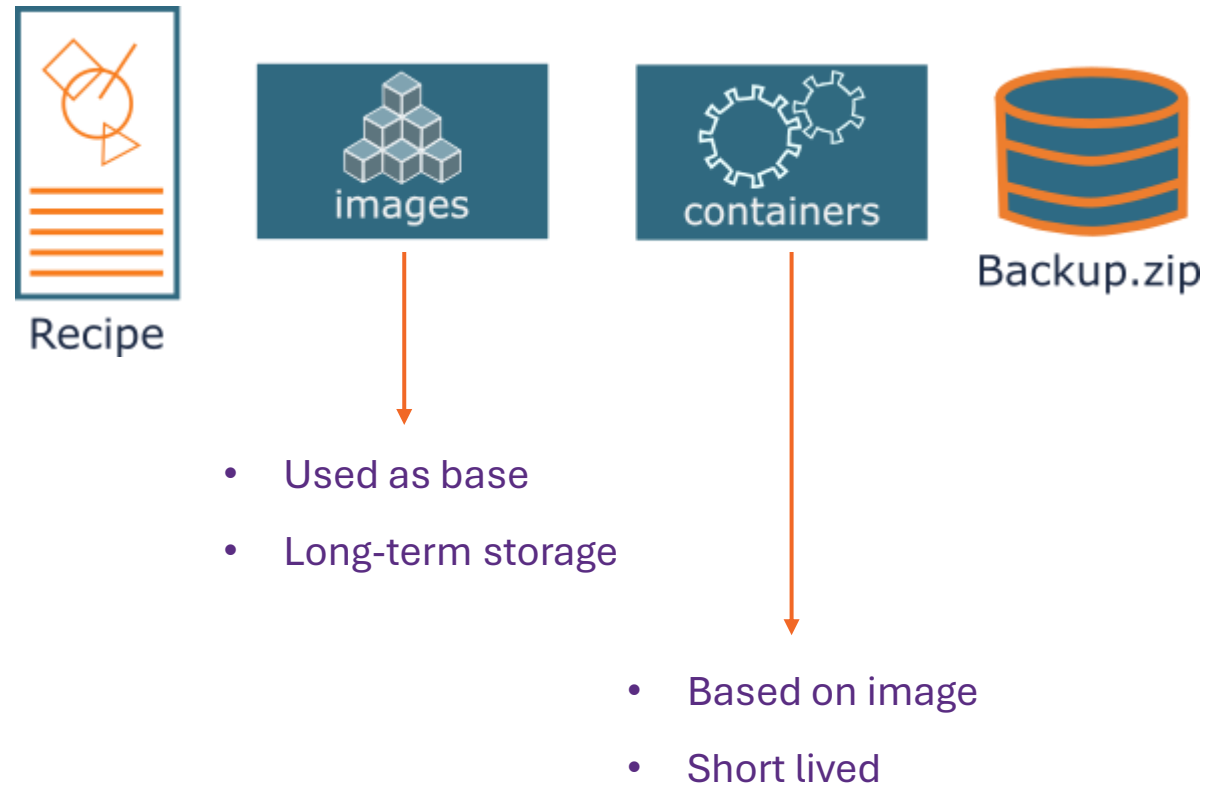 images
containers
Backup.zip
Recipe
• Used as base
• Long-term storage
• Based on image
• Short lived